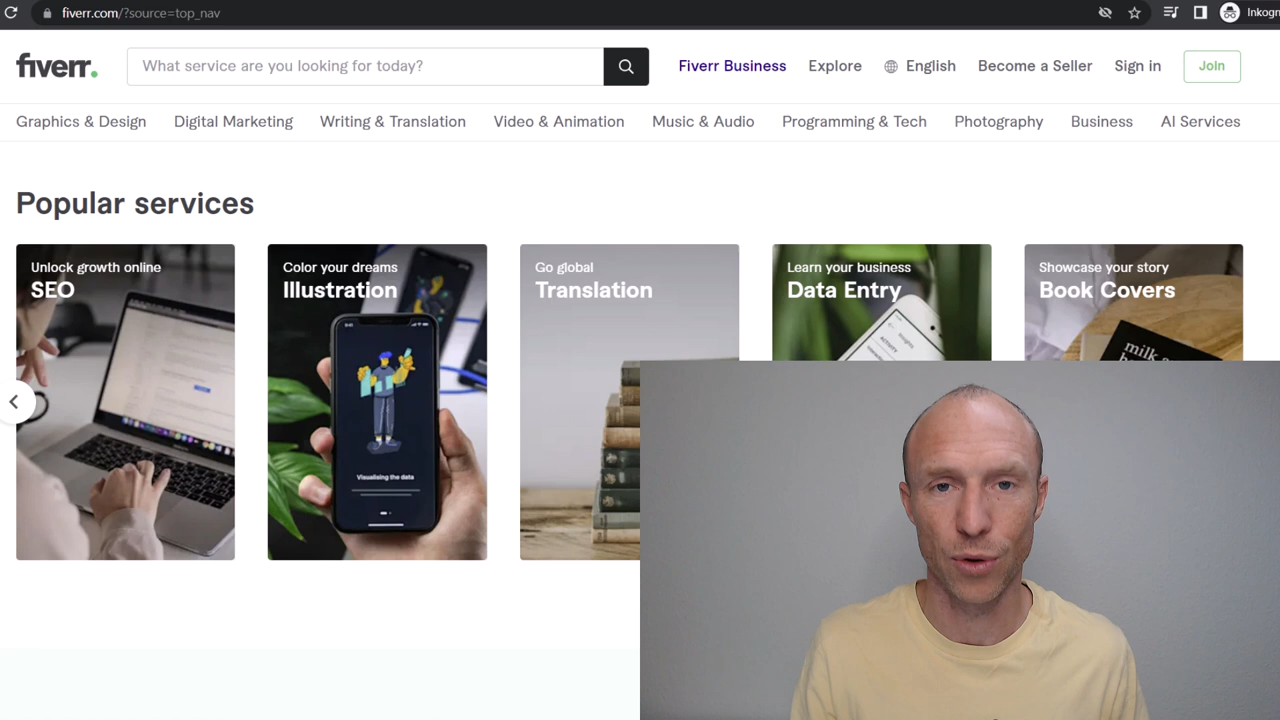 fiverr.com/?source=top_nav
Inkogn
fiverr.
What service are you looking for today?
Fiverr Business
Explore
English
Become a Seller
Sign in
Join
Graphics & Design
Digital Marketing
Writing & Translation
Video & Animation
Music & Audio
Programming & Tech
Photography
Business
AI Services
Popular services
Unlock growth online
SEO
Color your dreams
Illustration
Visualising the data
Go global
Translation
Learn your business
Data Entry
Showcase your story
Book Covers
milk